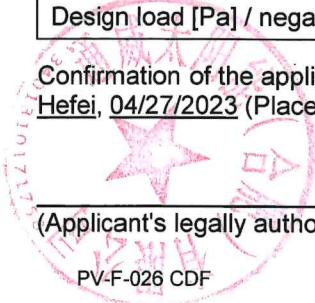 Design load [Pa] / nega
Confirmation of the appli
Hefei, 04/27/2023 (Place
(Applicant's legally autho
PV-F-026 CDF